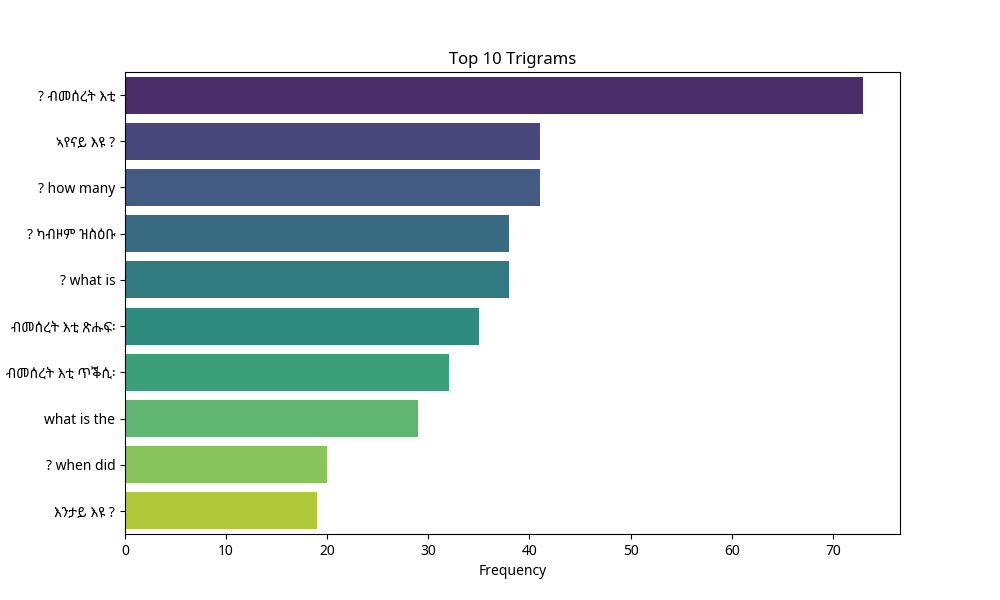 Top 10 Trigrams
? ብመሰረት እቲ
ኣየናይ እዩ ?
? how many
? ካብዞም ዝስዕቡ
? what is
ብመሰረት እቲ ጽሑፍ፡
ብመሰረት እቲ ጥቕሲ፡
what is the
? when did
እንታይ እዩ ?
0 10 20 30 40 50 60 70
Frequency